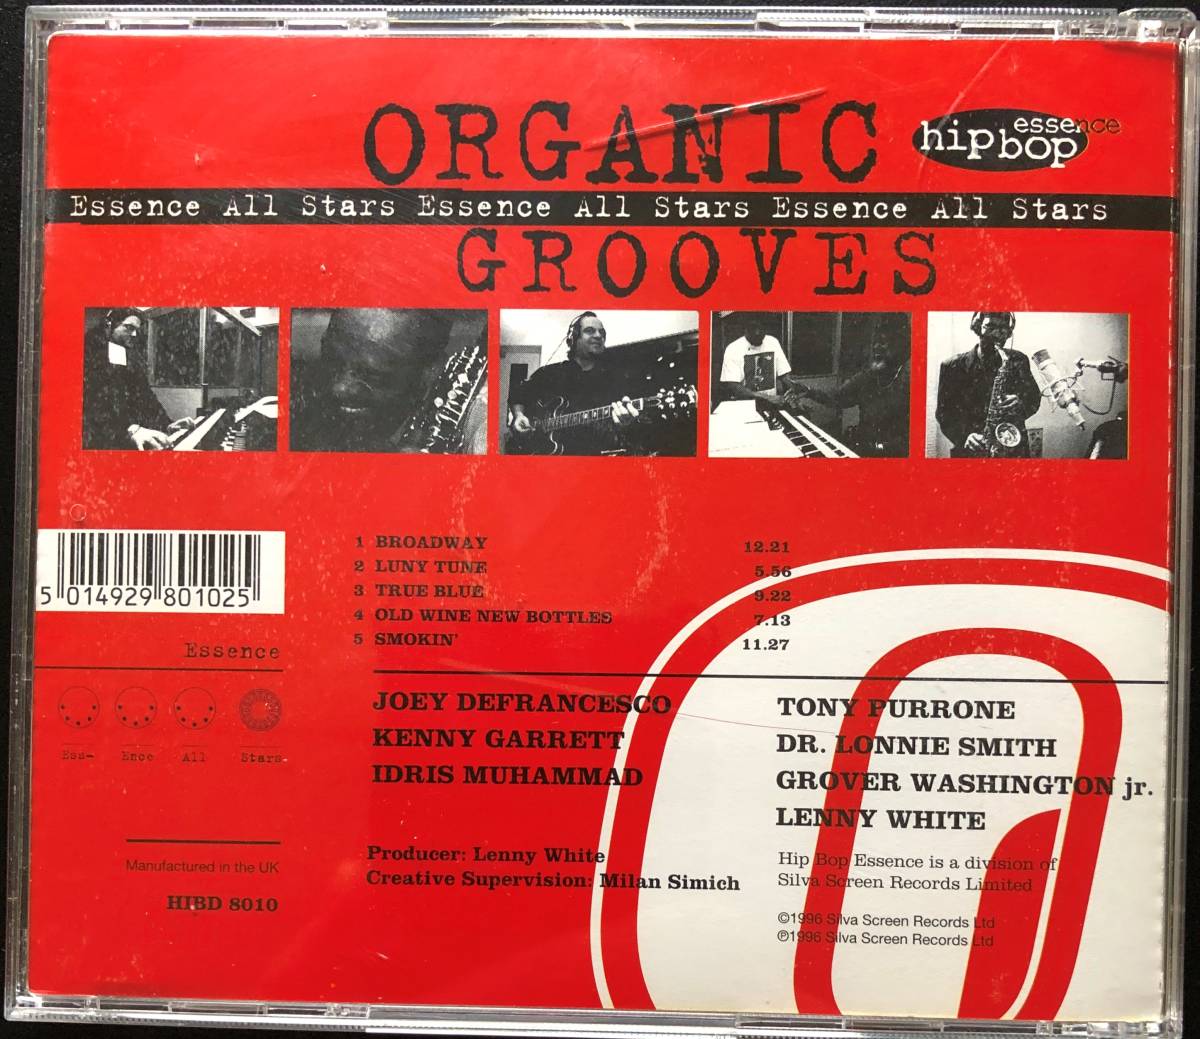 ORGANIC
essence
hip bop
Essence All Stars Essence All Stars Essence All Stars
GROOVES
1 BROADWAY 12.21
2 LUNY TUNE 5.56
3 TRUE BLUE 9.22
4 OLD WINE NEW BOTTLES 7.13
5 SMOKIN' 11.27
5 014929 801025
Essence
Ess- Ence All Stars
JOEY DEFRANCESCO
KENNY GARRETT
IDRIS MUHAMMAD
TONY PURRONE
DR. LONNIE SMITH
GROVER WASHINGTON jr.
LENNY WHITE
Producer: Lenny White
Creative Supervision: Milan Simich
Hip Bop Essence is a division of
Silva Screen Records Limited
©1996 Silva Screen Records Ltd
℗1996 Silva Screen Records Ltd
Manufactured in the UK
HIBD 8010